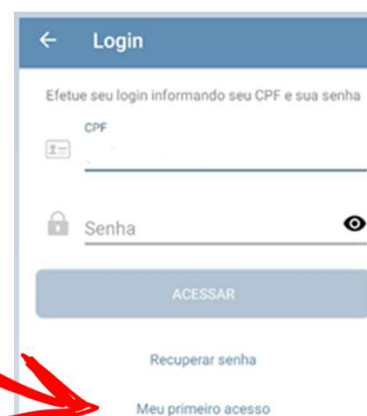 Login
Efetue seu login informando seu CPF e sua senha
CPF
Senha
ACESSAR
Recuperar senha
Meu primeiro acesso